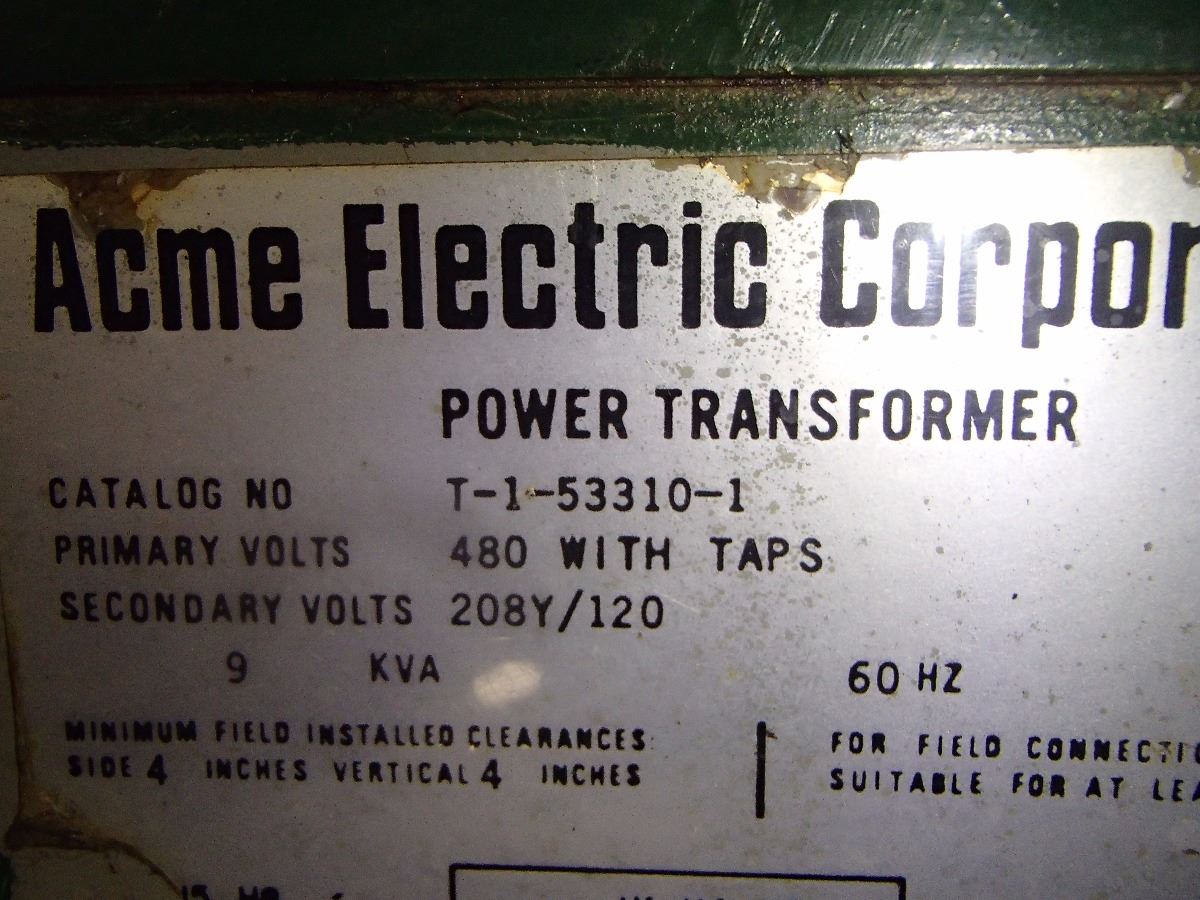 Acme Electric Corpor
POWER TRANSFORMER
CATALOG NO T-1-53310-1
PRIMARY VOLTS 480 WITH TAPS
SECONDARY VOLTS 208Y/120
9 KVA 60 HZ
MINIMUM FIELD INSTALLED CLEARANCES:
SIDE 4 INCHES VERTICAL 4 INCHES
FOR FIELD CONNECTIO
SUITABLE FOR AT LEA